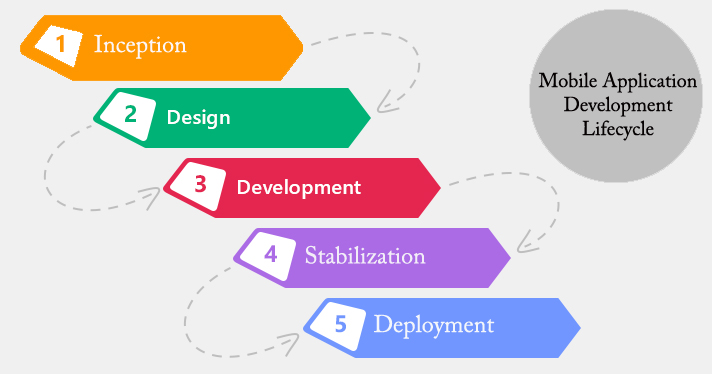 1 Inception
2 Design
3 Development
4 Stabilization
5 Deployment
Mobile Application
Development
Lifecycle